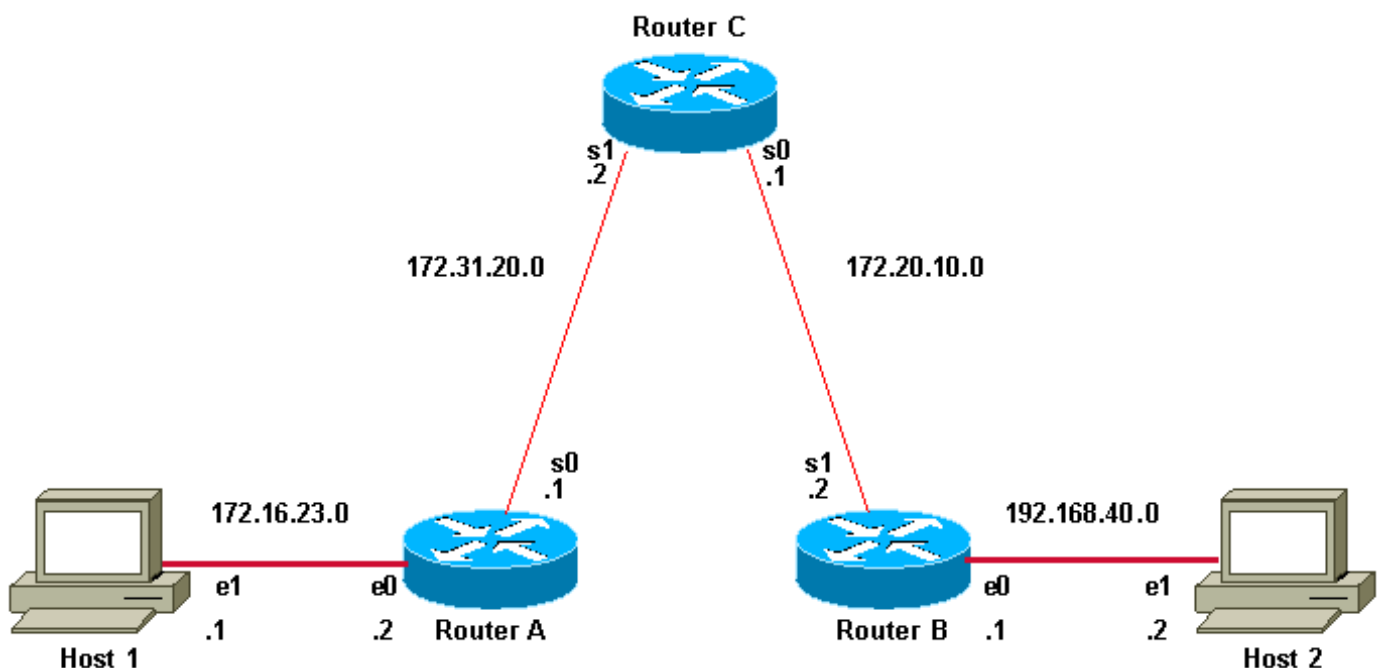 Router C
s1 s0
.2 .1
172.31.20.0 172.20.10.0
s0 s1
.1 .2
172.16.23.0 192.168.40.0
e1 e0 e0 e1
.1 .2 Router A Router B .1 .2
Host 1 Host 2